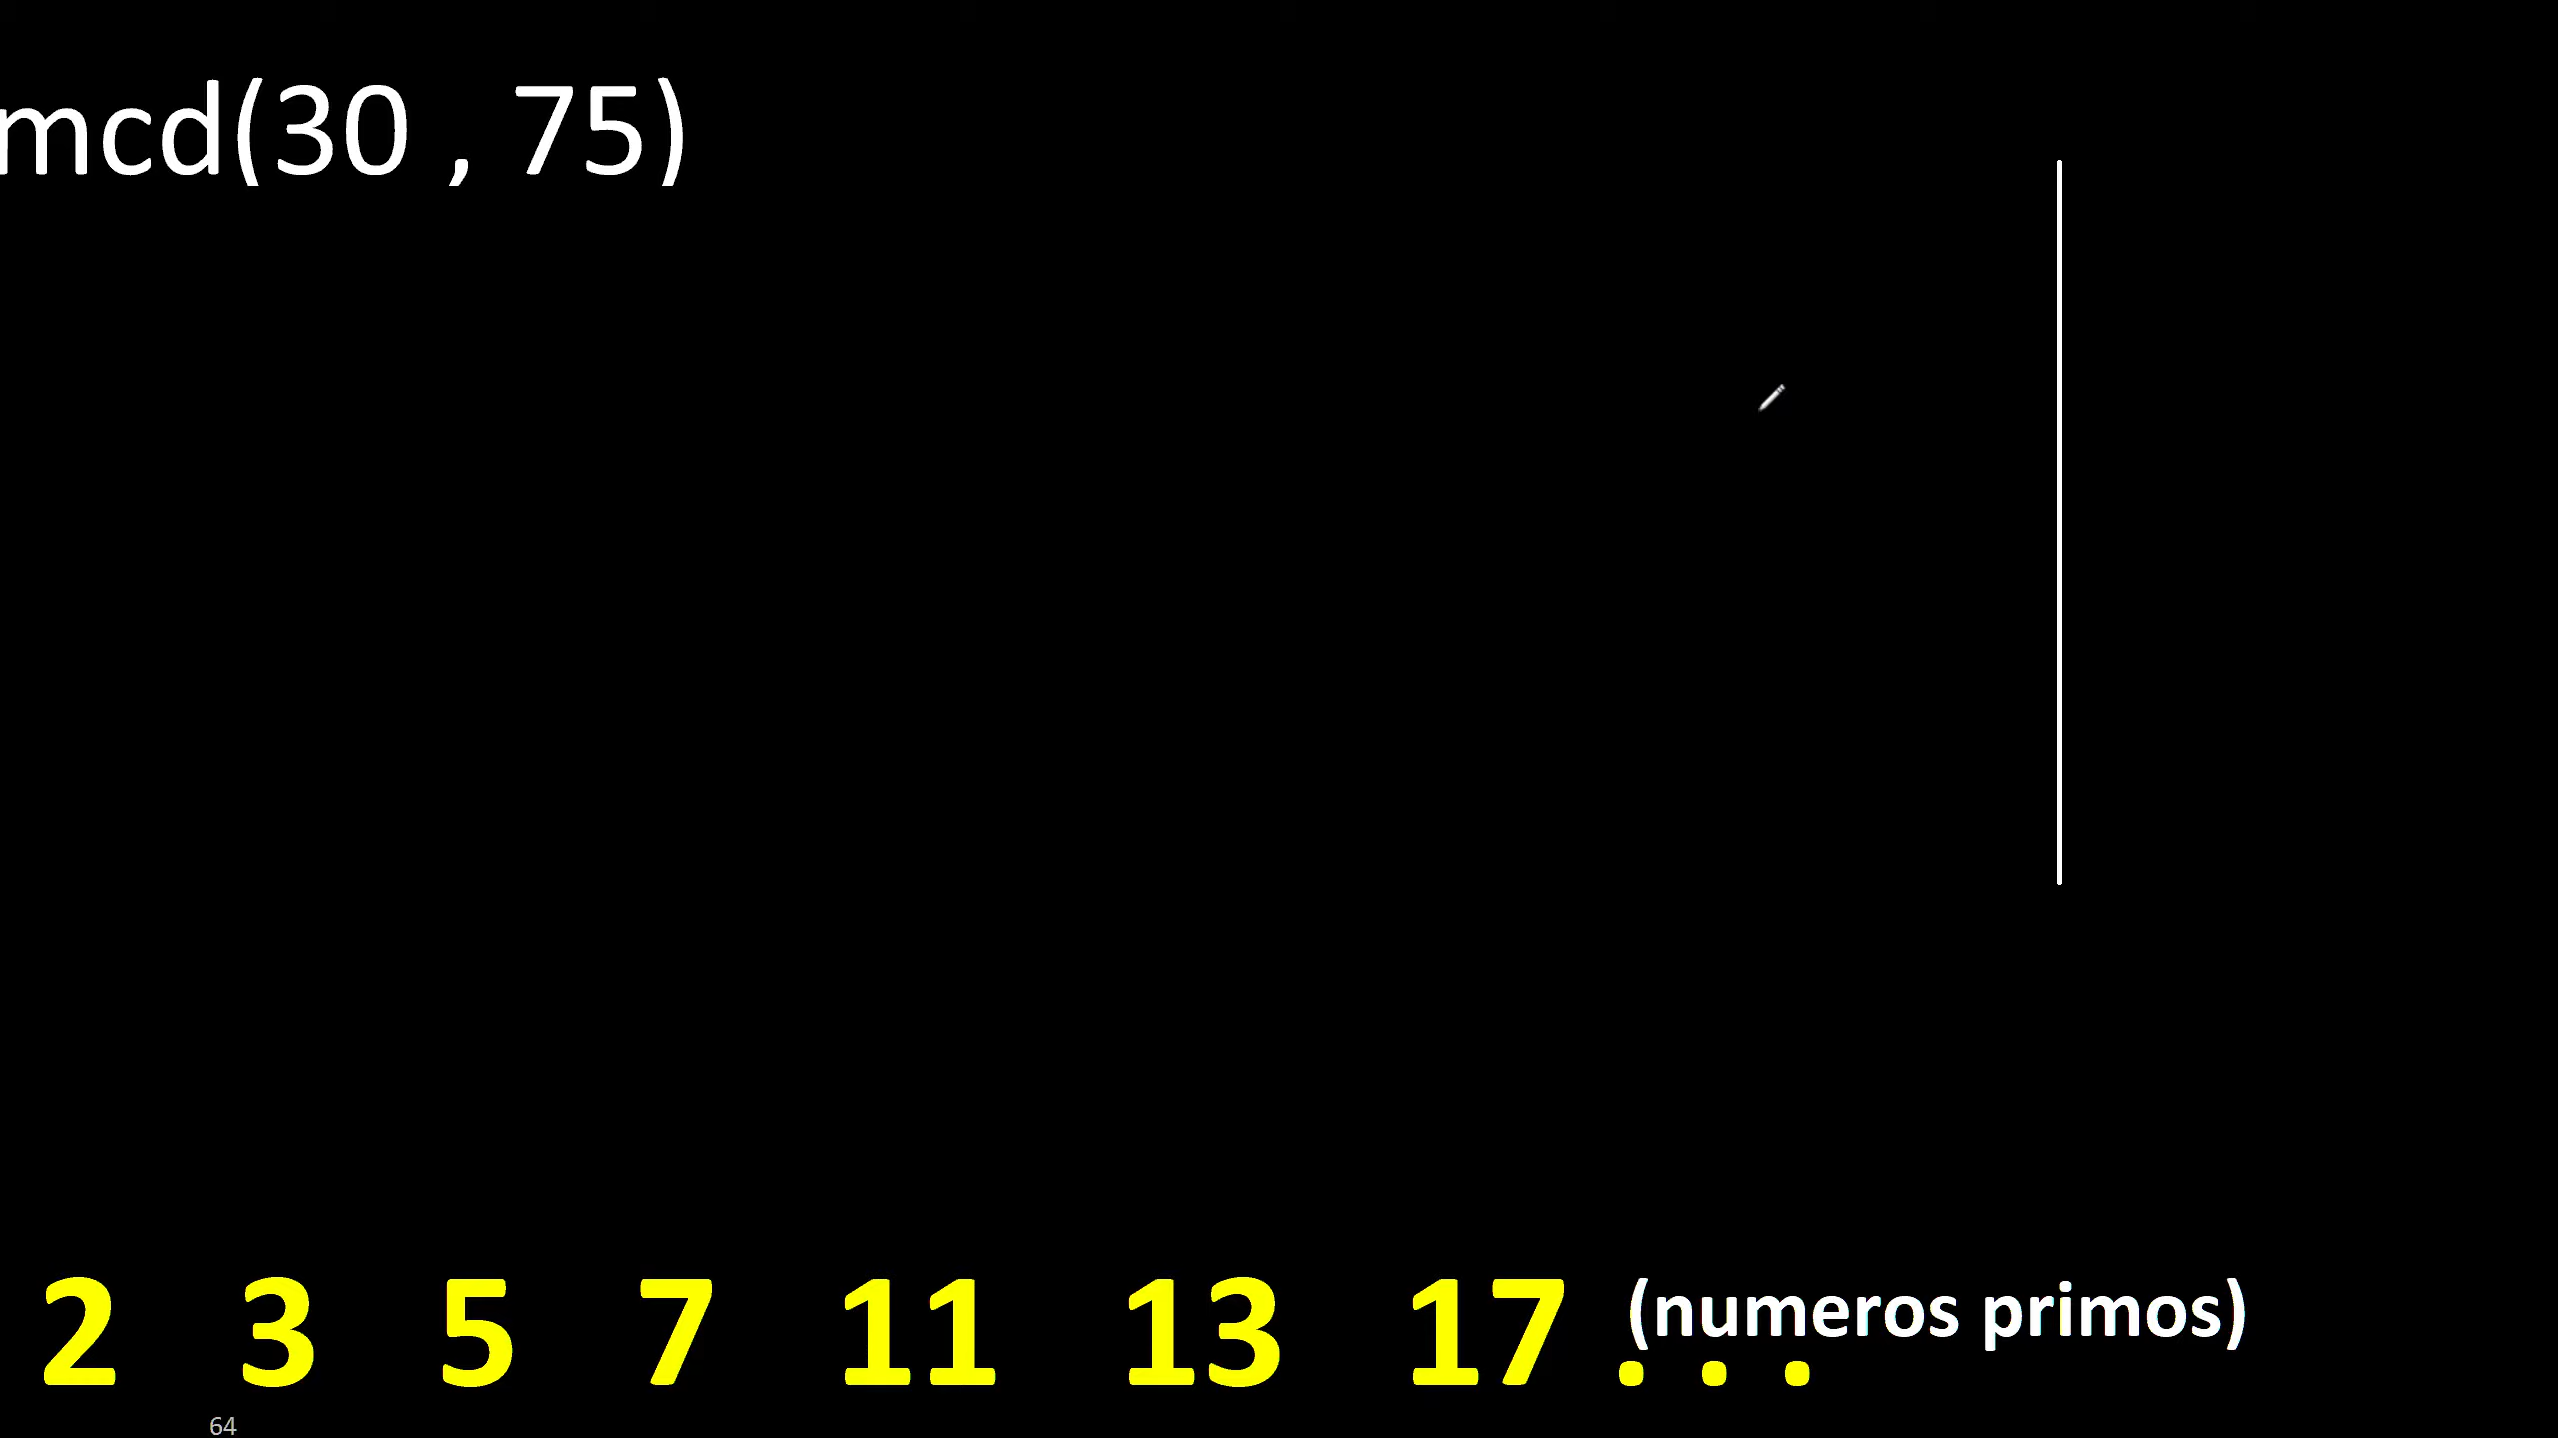 mcd(30 , 75)
2 3 5 7 11 13 17 . . . (numeros primos)
64